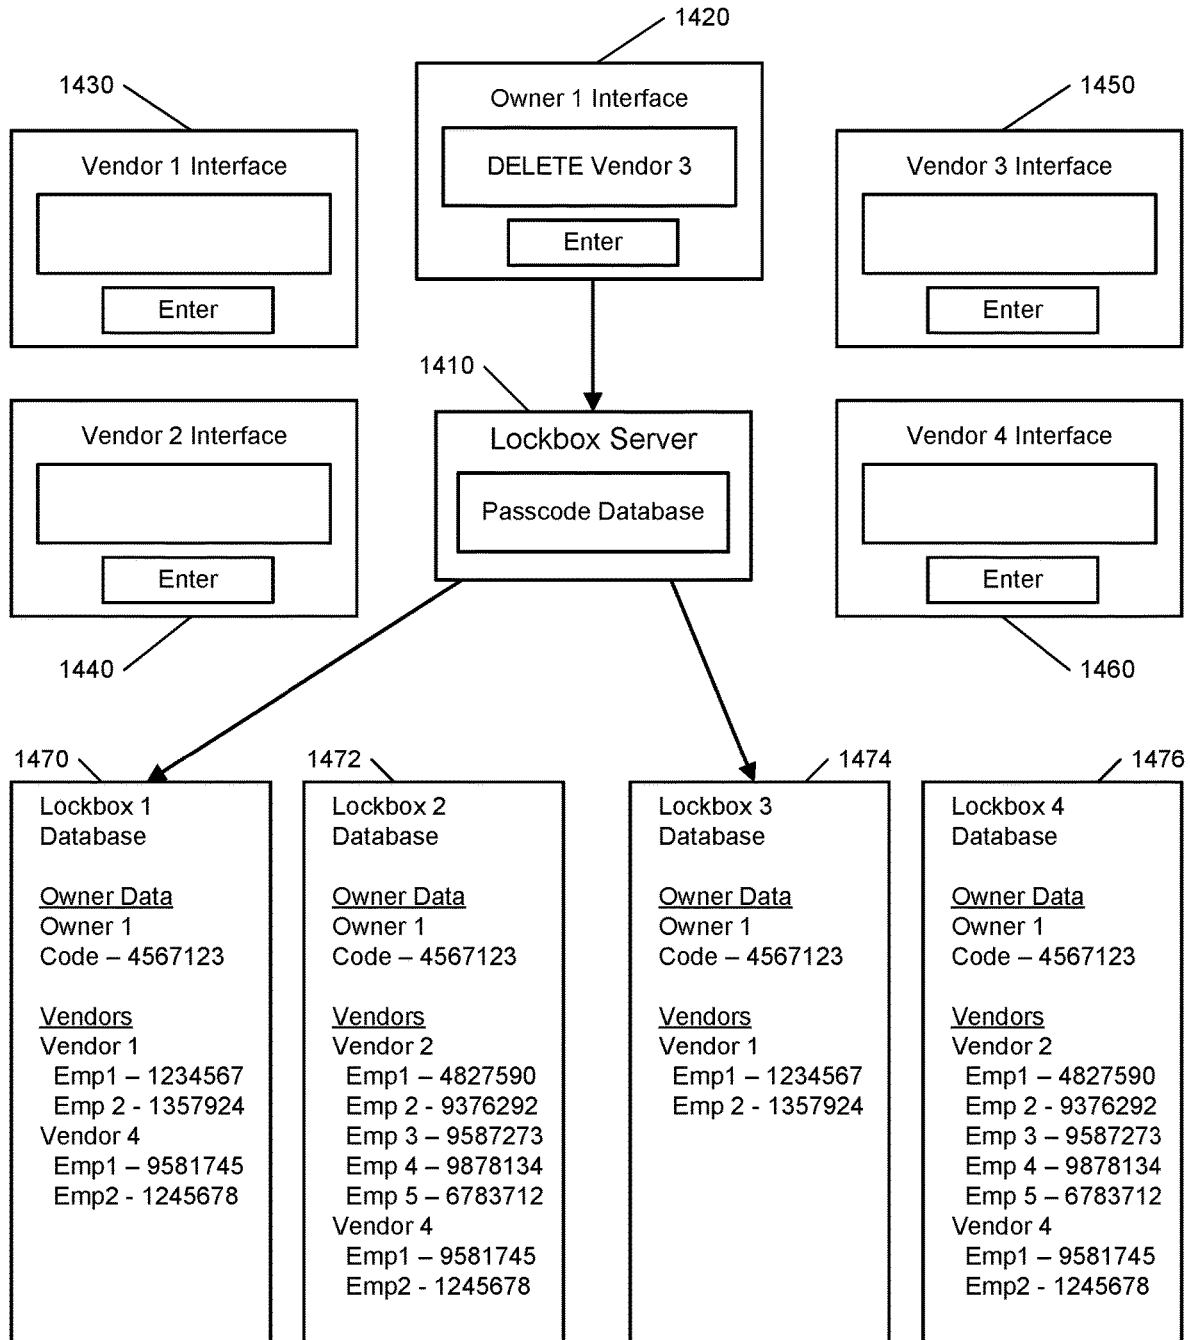 1420
1430
1450
Owner 1 Interface
DELETE Vendor 3
Enter
Vendor 1 Interface
Enter
Vendor 3 Interface
Enter
1410
Lockbox Server
Passcode Database
Vendor 2 Interface
Enter
Vendor 4 Interface
Enter
1440
1460
1470
Lockbox 1
Database
Owner Data
Owner 1
Code – 4567123
Vendors
Vendor 1
Emp1 – 1234567
Emp 2 - 1357924
Vendor 4
Emp1 – 9581745
Emp2 - 1245678
1472
Lockbox 2
Database
Owner Data
Owner 1
Code – 4567123
Vendors
Vendor 2
Emp1 – 4827590
Emp 2 - 9376292
Emp 3 – 9587273
Emp 4 – 9878134
Emp 5 – 6783712
Vendor 4
Emp1 – 9581745
Emp2 - 1245678
1474
Lockbox 3
Database
Owner Data
Owner 1
Code – 4567123
Vendors
Vendor 1
Emp1 – 1234567
Emp 2 - 1357924
1476
Lockbox 4
Database
Owner Data
Owner 1
Code – 4567123
Vendors
Vendor 2
Emp1 – 4827590
Emp 2 - 9376292
Emp 3 – 9587273
Emp 4 – 9878134
Emp 5 – 6783712
Vendor 4
Emp1 – 9581745
Emp2 - 1245678